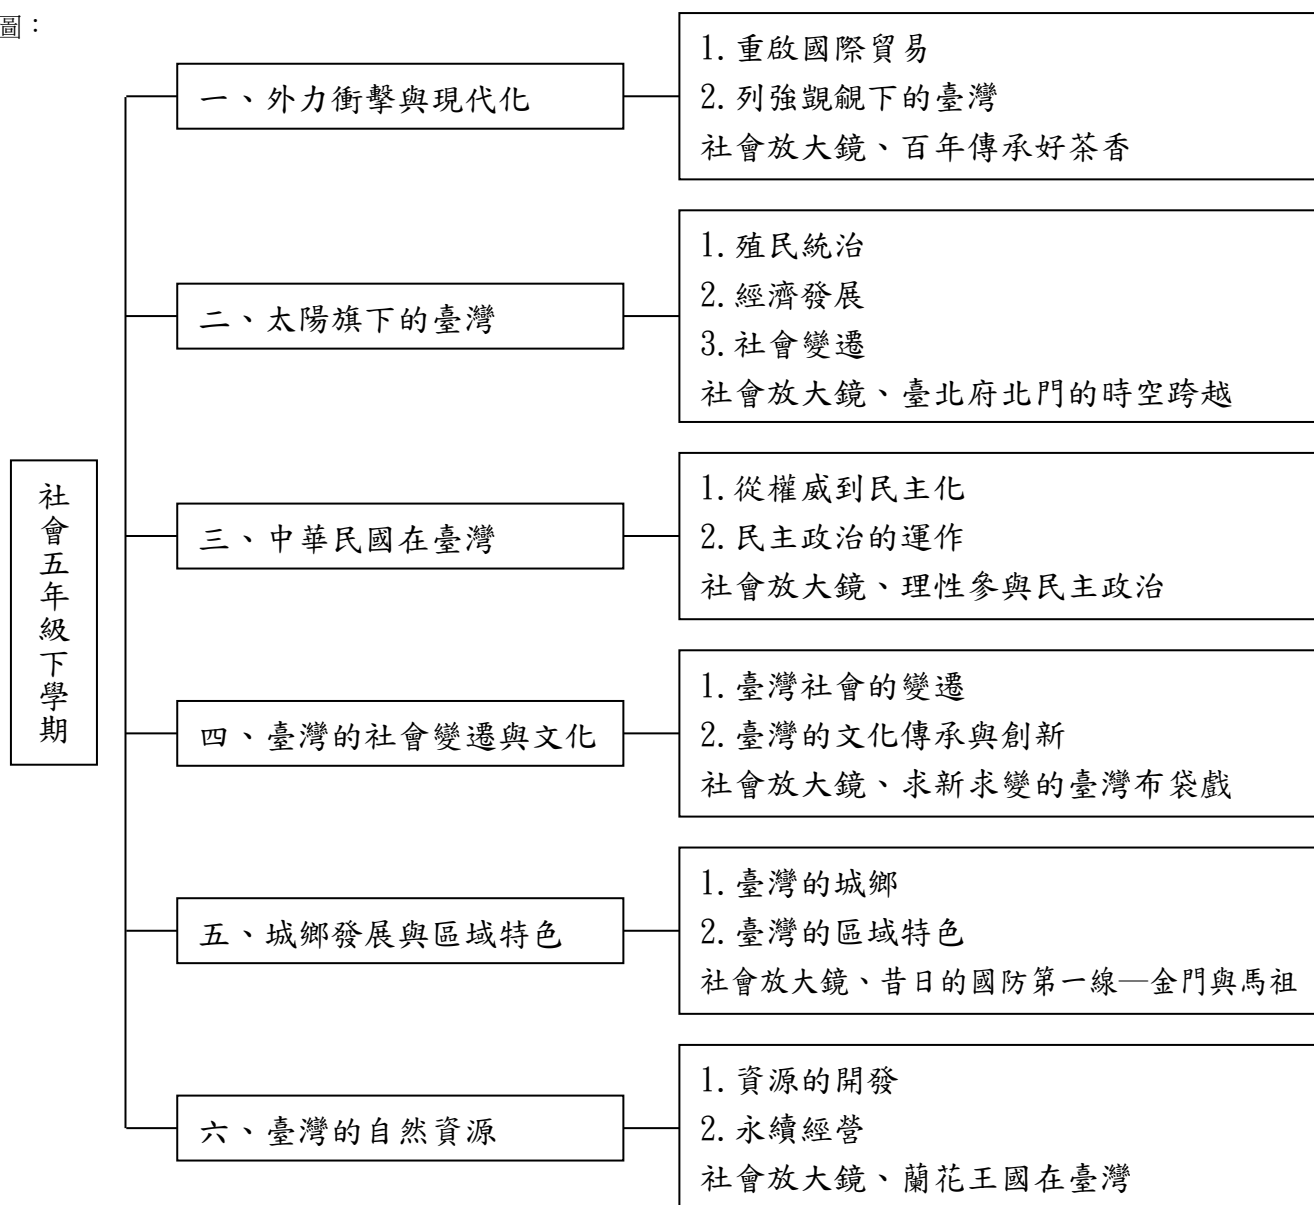 圖：
社會五年級下學期
一、外力衝擊與現代化
1.重啟國際貿易
2.列強覬覦下的臺灣
社會放大鏡、百年傳承好茶香
二、太陽旗下的臺灣
1.殖民統治
2.經濟發展
3.社會變遷
社會放大鏡、臺北府北門的時空跨越
三、中華民國在臺灣
1.從權威到民主化
2.民主政治的運作
社會放大鏡、理性參與民主政治
四、臺灣的社會變遷與文化
1.臺灣社會的變遷
2.臺灣的文化傳承與創新
社會放大鏡、求新求變的臺灣布袋戲
五、城鄉發展與區域特色
1.臺灣的城鄉
2.臺灣的區域特色
社會放大鏡、昔日的國防第一線—金門與馬祖
六、臺灣的自然資源
1.資源的開發
2.永續經營
社會放大鏡、蘭花王國在臺灣